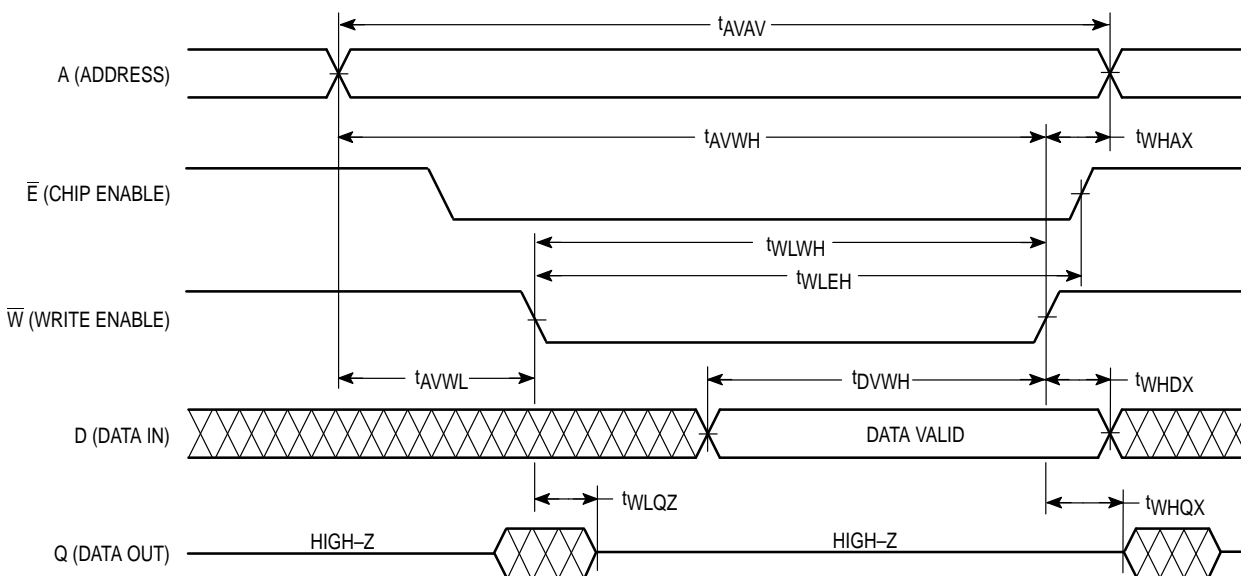 tAVAV
A (ADDRESS)
tAVWH
tWHAX
E (CHIP ENABLE)
tWLWH
tWLEH
W (WRITE ENABLE)
tAVWL
tDVWH
tWHDX
D (DATA IN)
DATA VALID
tWLQZ
tWHQX
Q (DATA OUT)
HIGH–Z
HIGH–Z